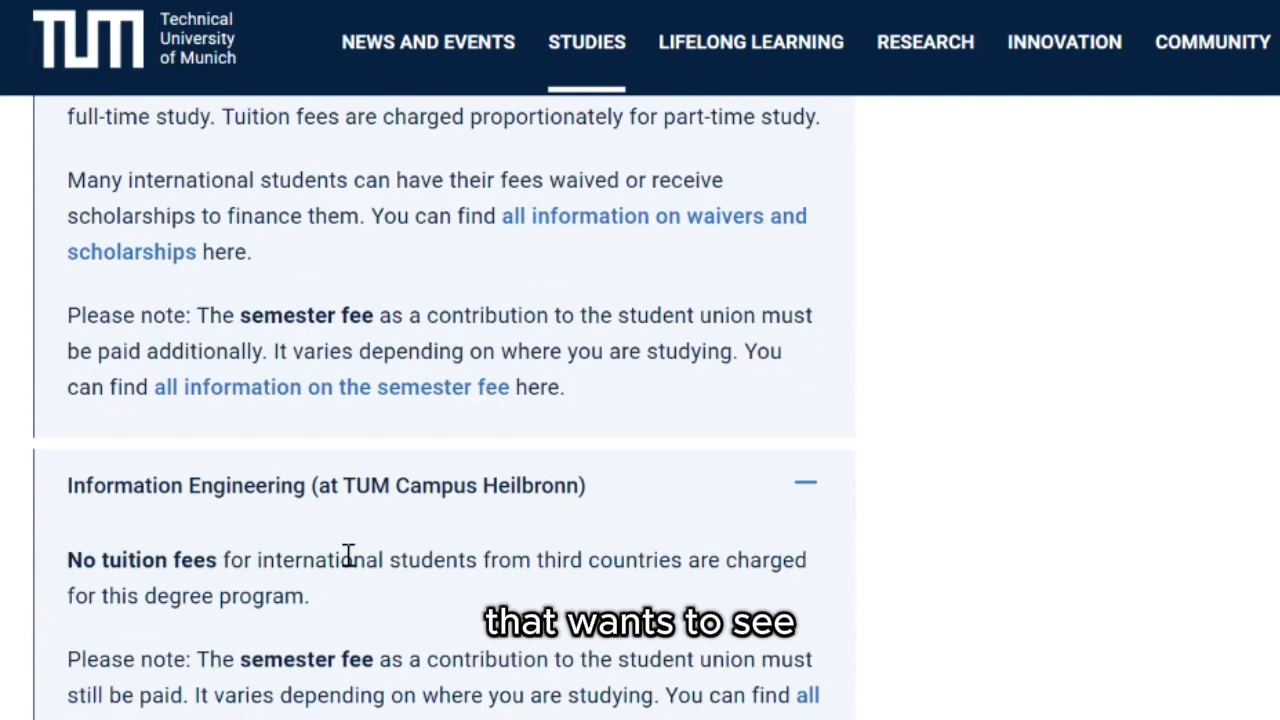 TUM
Technical
University
of Munich
NEWS AND EVENTS STUDIES LIFELONG LEARNING RESEARCH INNOVATION COMMUNITY
full-time study. Tuition fees are charged proportionately for part-time study.
Many international students can have their fees waived or receive
scholarships to finance them. You can find all information on waivers and
scholarships here.
Please note: The semester fee as a contribution to the student union must
be paid additionally. It varies depending on where you are studying. You
can find all information on the semester fee here.
Information Engineering (at TUM Campus Heilbronn)
No tuition fees for international students from third countries are charged
for this degree program.
that wants to see
Please note: The semester fee as a contribution to the student union must
still be paid. It varies depending on where you are studying. You can find all